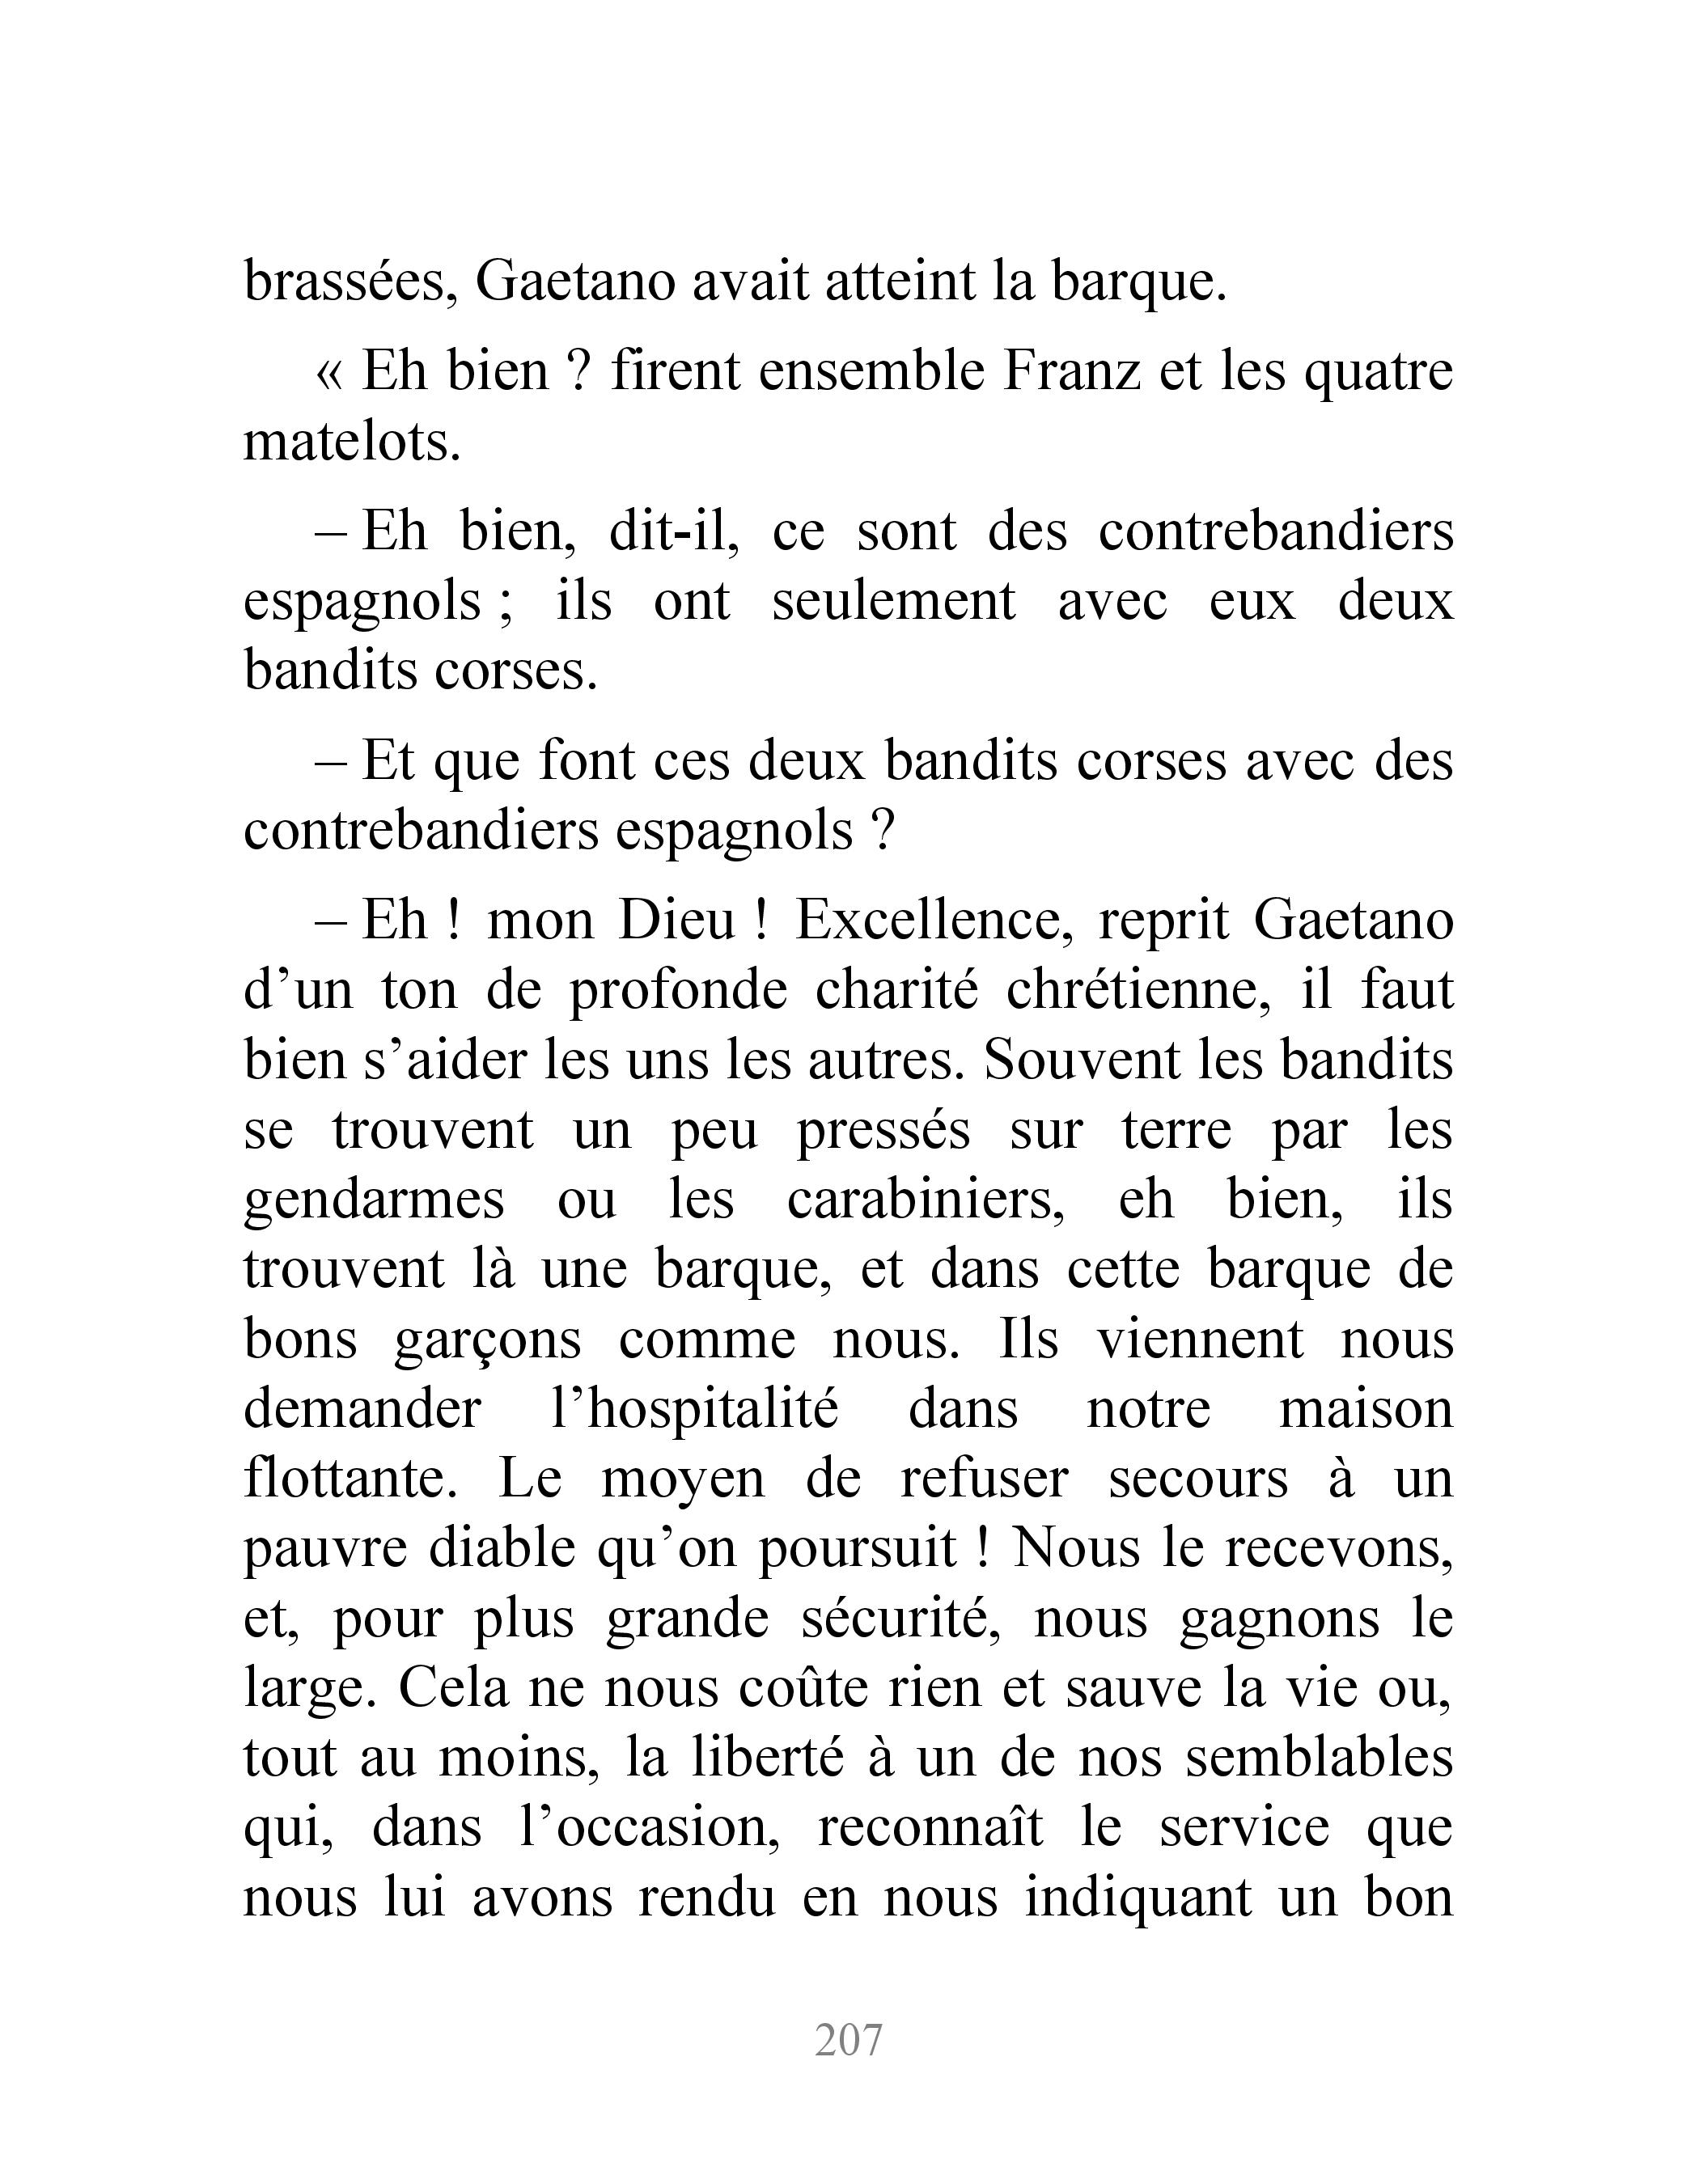 brassées, Gaetano avait atteint la barque.
« Eh bien ? firent ensemble Franz et les quatre
matelots.
– Eh bien, dit-il, ce sont des contrebandiers
espagnols ; ils ont seulement avec eux deux
bandits corses.
– Et que font ces deux bandits corses avec des
contrebandiers espagnols ?
– Eh ! mon Dieu ! Excellence, reprit Gaetano
d’un ton de profonde charité chrétienne, il faut
bien s’aider les uns les autres. Souvent les bandits
se trouvent un peu pressés sur terre par les
gendarmes ou les carabiniers, eh bien, ils
trouvent là une barque, et dans cette barque de
bons garçons comme nous. Ils viennent nous
demander l’hospitalité dans notre maison
flottante. Le moyen de refuser secours à un
pauvre diable qu’on poursuit ! Nous le recevons,
et, pour plus grande sécurité, nous gagnons le
large. Cela ne nous coûte rien et sauve la vie ou,
tout au moins, la liberté à un de nos semblables
qui, dans l’occasion, reconnaît le service que
nous lui avons rendu en nous indiquant un bon
207